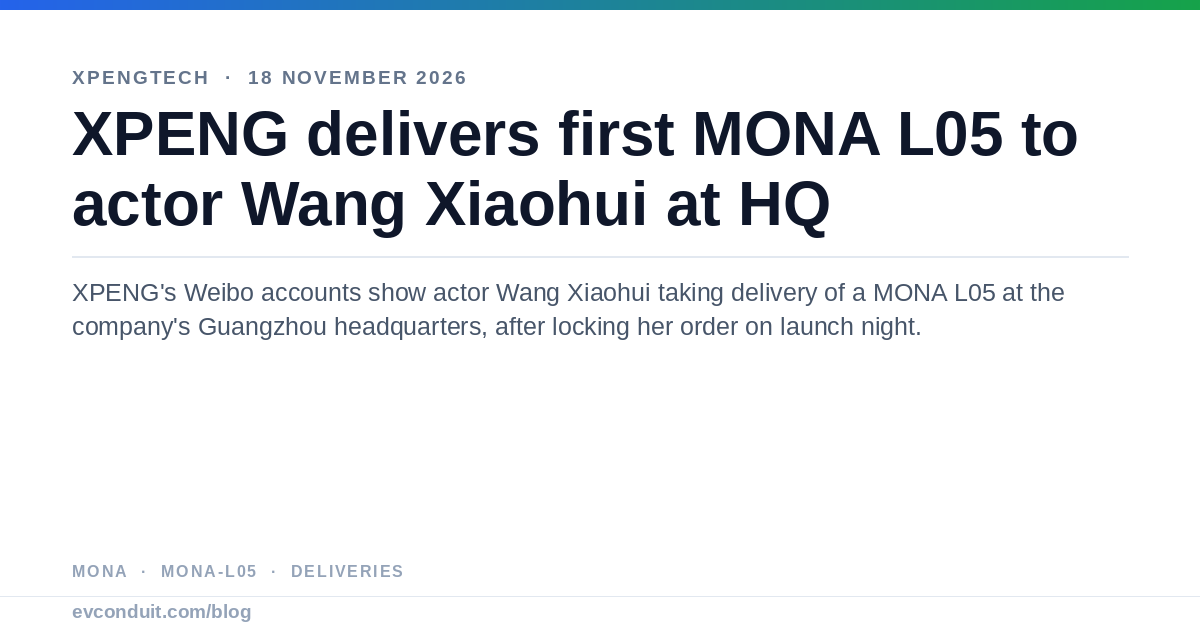 XPENGTECH · 18 NOVEMBER 2026
XPENG delivers first MONA L05 to
actor Wang Xiaohui at HQ
XPENG's Weibo accounts show actor Wang Xiaohui taking delivery of a MONA L05 at the
company's Guangzhou headquarters, after locking her order on launch night.
MONA · MONA-L05 · DELIVERIES
evconduit.com/blog